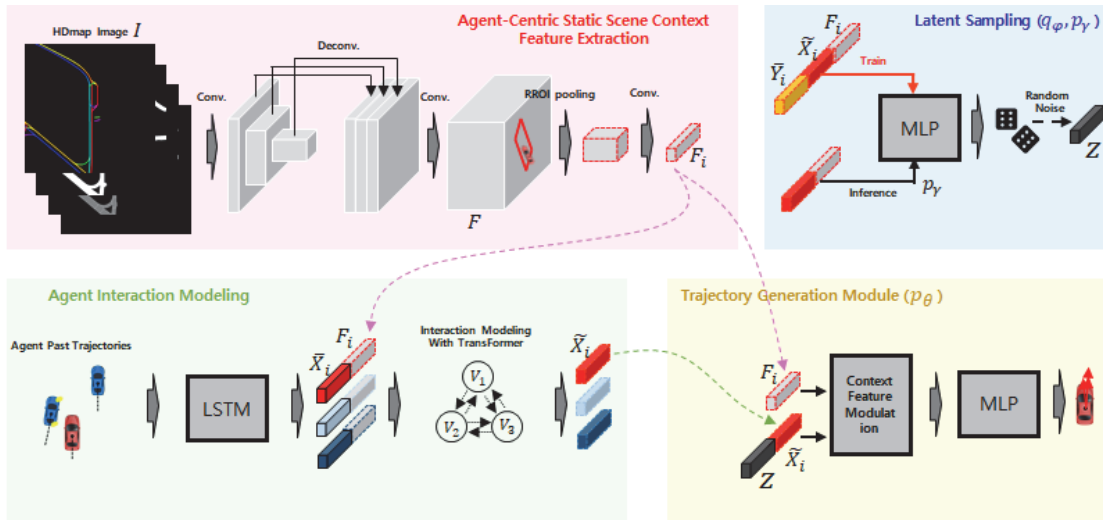 Agent-Centric Static Scene Context
Feature Extraction
HDmap Image I
Deconv.
Conv.
Conv.
RROI pooling
Conv.
F
F_i
Latent Sampling (q_φ, p_γ)
F_i
X̃_i
Ȳ_i
Train
MLP
Random
Noise
Z
Inference
p_γ
Agent Interaction Modeling
Agent Past Trajectories
LSTM
F_i
X̄_i
Interaction Modeling
With TransFormer
V_1
V_2
V_3
X̃_i
Trajectory Generation Module (p_θ)
F_i
Z
X̃_i
Context
Feature
Modulat
ion
MLP